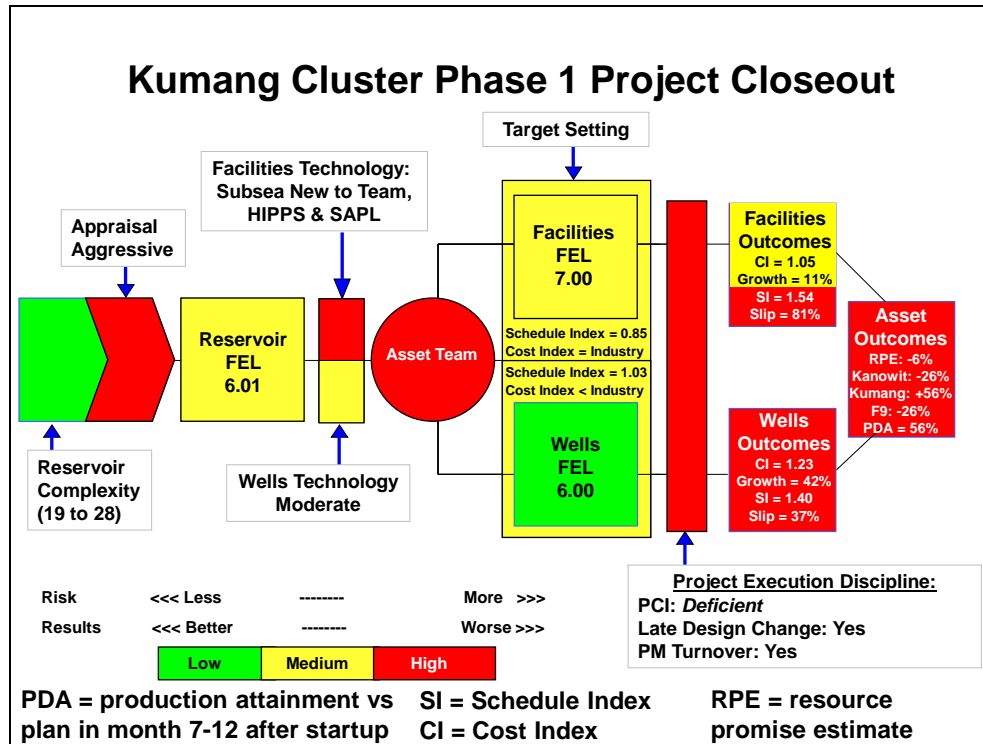 Kumang Cluster Phase 1 Project Closeout
Target Setting
Facilities Technology:
Subsea New to Team,
HIPPS & SAPL
Appraisal
Aggressive
Reservoir
FEL
6.01
Asset Team
Facilities
FEL
7.00
Schedule Index = 0.85
Cost Index = Industry
Schedule Index = 1.03
Cost Index < Industry
Wells
FEL
6.00
Facilities
Outcomes
CI = 1.05
Growth = 11%
SI = 1.54
Slip = 81%
Asset
Outcomes
RPE: -6%
Kanowit: -26%
Kumang: +56%
F9: -26%
PDA = 56%
Wells
Outcomes
CI = 1.23
Growth = 42%
SI = 1.40
Slip = 37%
Reservoir
Complexity
(19 to 28)
Wells Technology
Moderate
Project Execution Discipline:
PCI: Deficient
Late Design Change: Yes
PM Turnover: Yes
Risk <<< Less -------- More >>>
Results <<< Better -------- Worse >>>
Low Medium High
PDA = production attainment vs
plan in month 7-12 after startup
SI = Schedule Index
CI = Cost Index
RPE = resource
promise estimate